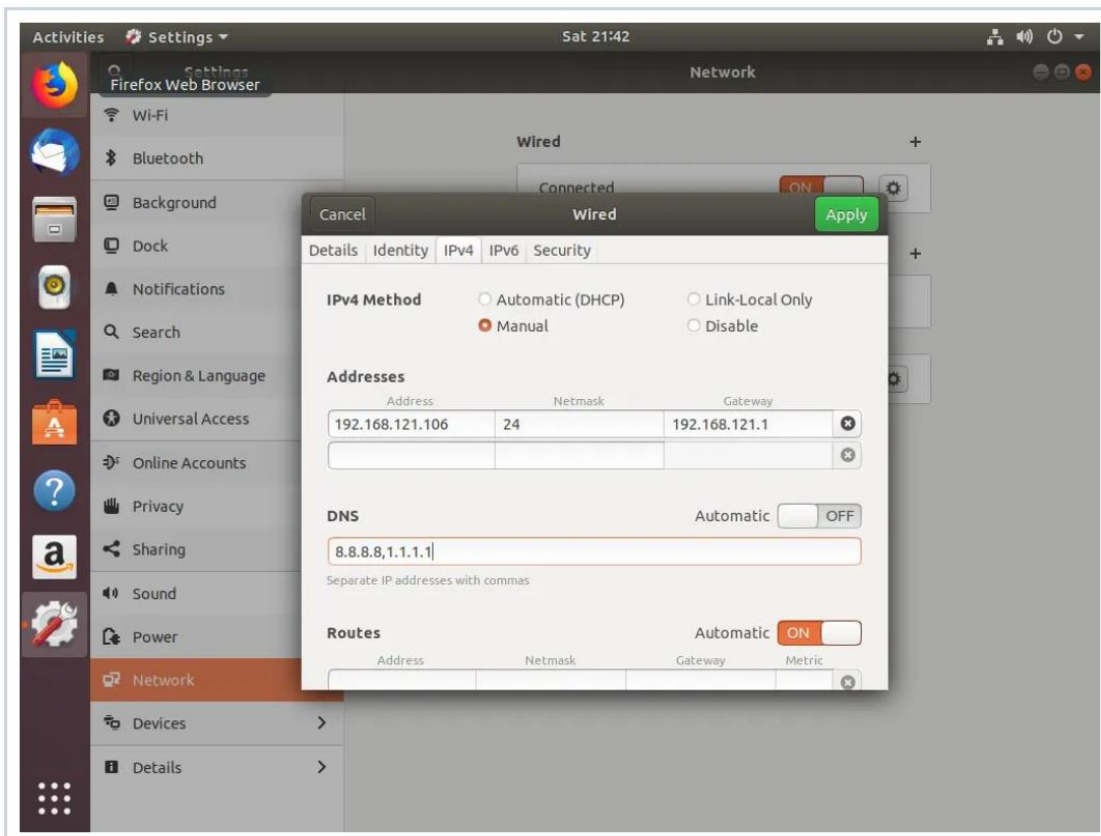 Activities Settings Sat 21:42
Settings Network
Firefox Web Browser
Wi-Fi
Bluetooth
Background
Dock
Notifications
Search
Region & Language
Universal Access
Online Accounts
Privacy
Sharing
Sound
Power
Network
Devices
Details
Wired
Connected ON
Cancel Wired Apply
Details Identity IPv4 IPv6 Security
IPv4 Method Automatic (DHCP) Link-Local Only
Manual Disable
Addresses
Address Netmask Gateway
192.168.121.106 24 192.168.121.1
DNS Automatic OFF
8.8.8.8,1.1.1.1
Separate IP addresses with commas
Routes Automatic ON
Address Netmask Gateway Metric
a